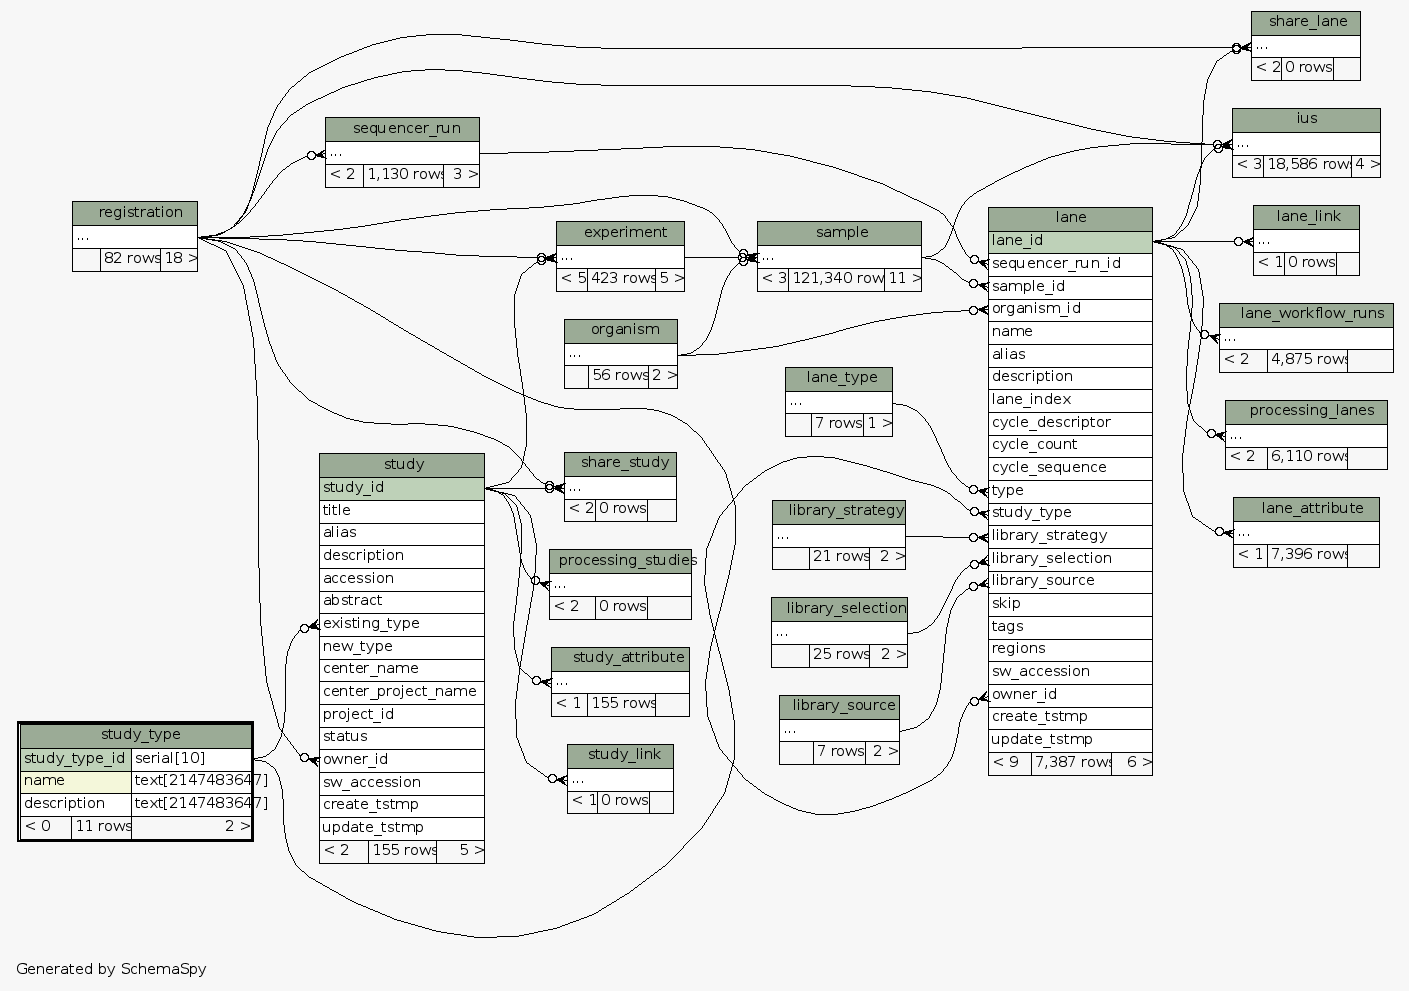 share_lane
...
< 2 0 rows
ius
...
< 3 18,586 rows 4 >
sequencer_run
...
< 2 1,130 rows 3 >
registration
...
82 rows 18 >
experiment
...
< 5 423 rows 5 >
sample
...
< 3 121,340 rows 11 >
organism
...
56 rows 2 >
lane
lane_id
sequencer_run_id
sample_id
organism_id
name
alias
description
lane_index
cycle_descriptor
cycle_count
cycle_sequence
type
study_type
library_strategy
library_selection
library_source
skip
tags
regions
sw_accession
owner_id
create_tstmp
update_tstmp
< 9 7,387 rows 6 >
lane_link
...
< 1 0 rows
lane_workflow_runs
...
< 2 4,875 rows
processing_lanes
...
< 2 6,110 rows
lane_attribute
...
< 1 7,396 rows
lane_type
...
7 rows 1 >
library_strategy
...
21 rows 2 >
library_selection
...
25 rows 2 >
library_source
...
7 rows 2 >
study
study_id
title
alias
description
accession
abstract
existing_type
new_type
center_name
center_project_name
project_id
status
owner_id
sw_accession
create_tstmp
update_tstmp
< 2 155 rows 5 >
share_study
...
< 2 0 rows
processing_studies
...
< 2 0 rows
study_attribute
...
< 1 155 rows
study_link
...
< 1 0 rows
study_type
study_type_id serial[10]
name text[2147483647]
description text[2147483647]
< 0 11 rows 2 >
Generated by SchemaSpy